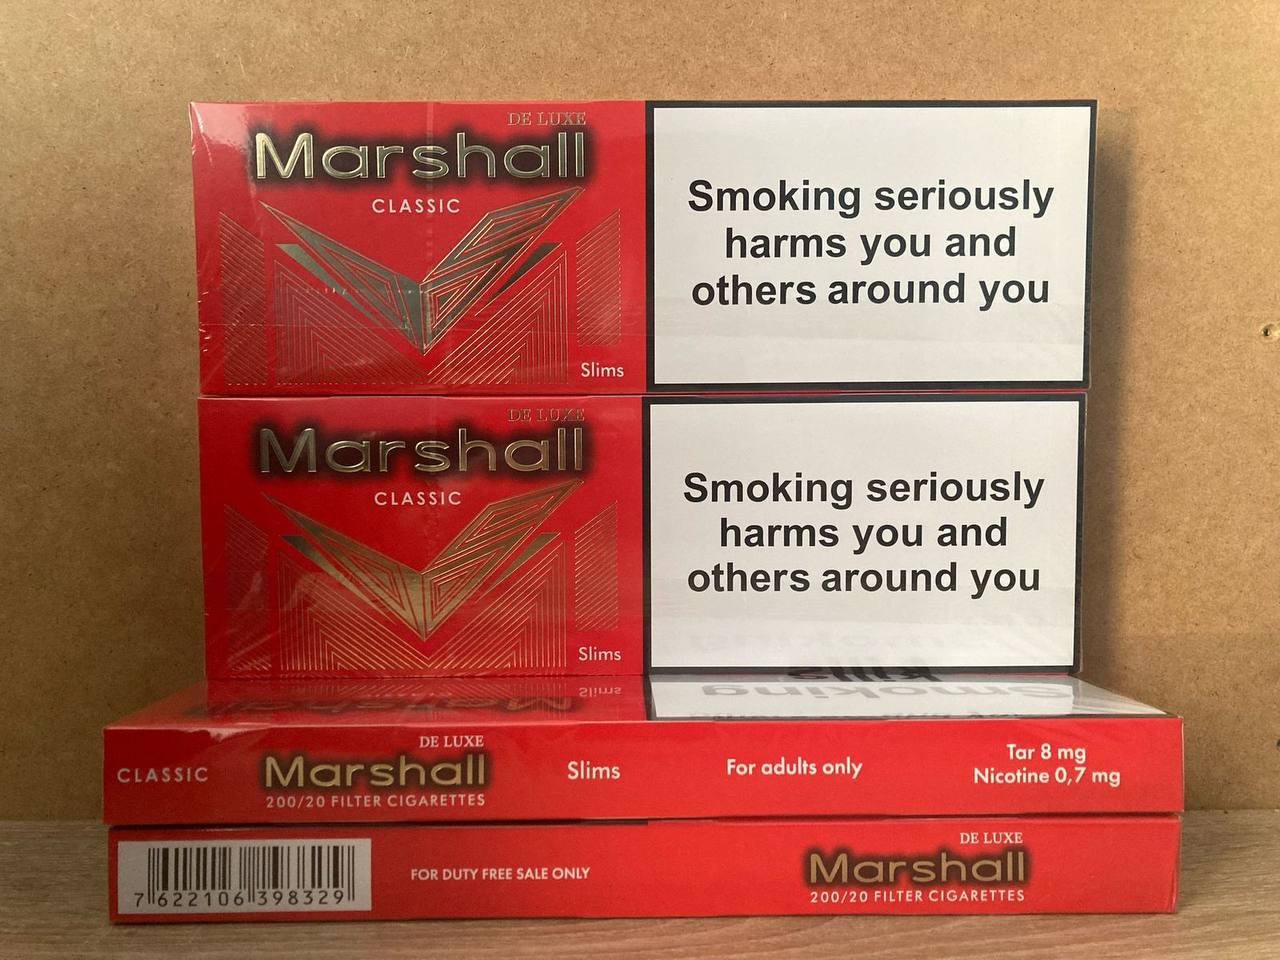 DE LUXE
Marshall
CLASSIC
Slims
Smoking seriously
harms you and
others around you
DE LUXE
Marshall
CLASSIC
Slims
Smoking seriously
harms you and
others around you
CLASSIC
DE LUXE
Marshall
200/20 FILTER CIGARETTES
Slims
For adults only
Tar 8 mg
Nicotine 0,7 mg
7 622106 398329
FOR DUTY FREE SALE ONLY
DE LUXE
Marshall
200/20 FILTER CIGARETTES